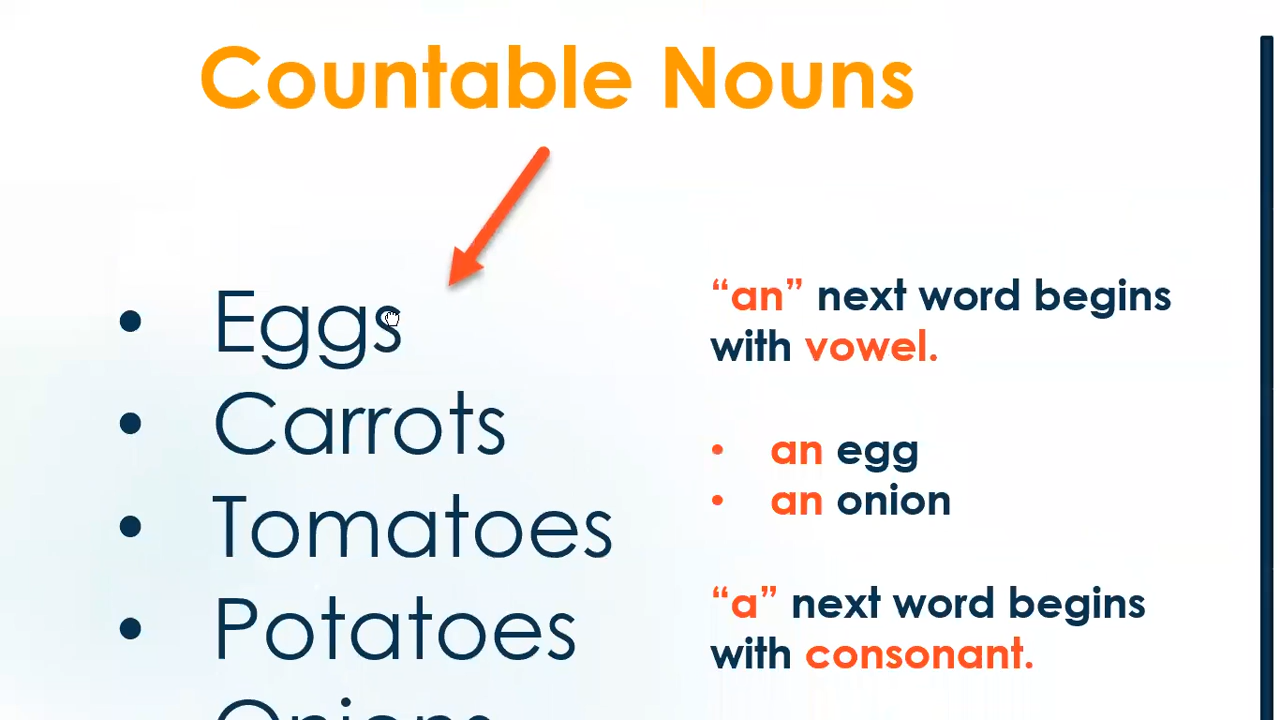 Countable Nouns
• Eggs
• Carrots
• Tomatoes
• Potatoes
Onions
“an” next word begins
with vowel.
• an egg
• an onion
“a” next word begins
with consonant.